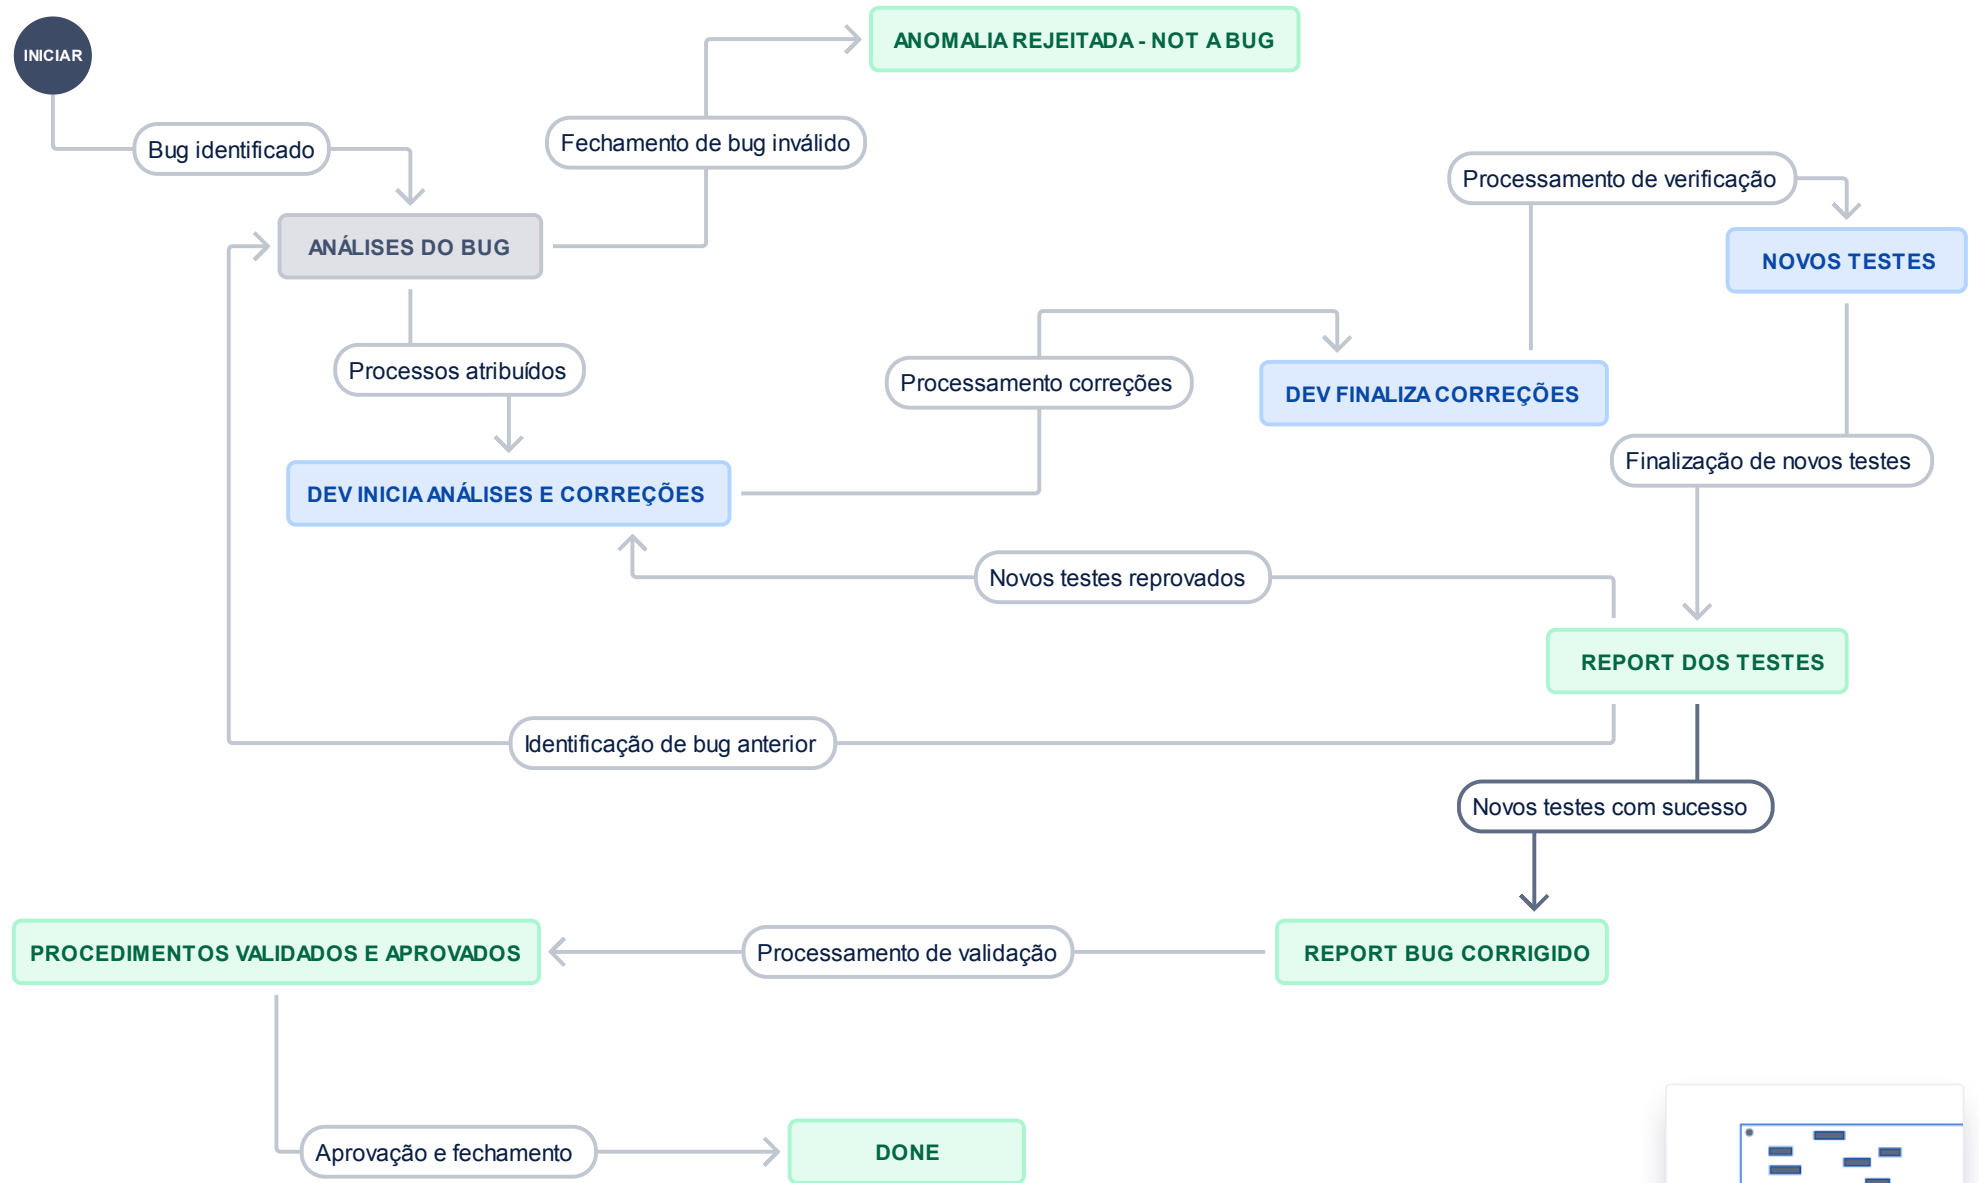 INICIAR
ANOMALIA REJEITADA - NOT A BUG
Bug identificado
Fechamento de bug inválido
Processamento de verificação
ANÁLISES DO BUG
NOVOS TESTES
Processos atribuídos
Processamento correções
DEV FINALIZA CORREÇÕES
Finalização de novos testes
DEV INICIA ANÁLISES E CORREÇÕES
Novos testes reprovados
REPORT DOS TESTES
Identificação de bug anterior
Novos testes com sucesso
PROCEDIMENTOS VALIDADOS E APROVADOS
Processamento de validação
REPORT BUG CORRIGIDO
Aprovação e fechamento
DONE